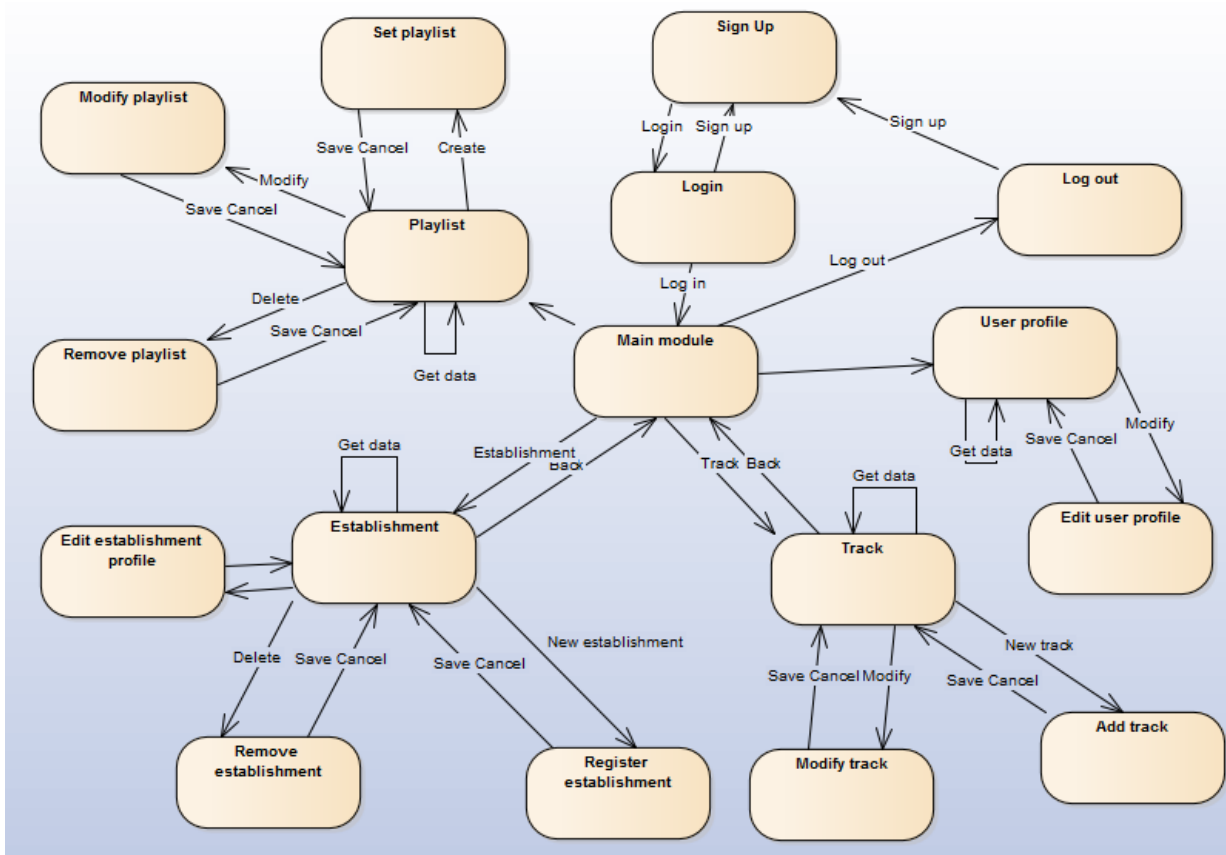 Set playlist
Sign Up
Modify playlist
Login
Sign up
Sign up
Save Cancel
Create
Modify
Login
Log out
Save Cancel
Playlist
Log out
Log in
Delete
Save Cancel
User profile
Main module
Remove playlist
Get data
Modify
Save Cancel
Get data
Establishment
Back
Track
Back
Get data
Get data
Edit user profile
Establishment
Edit establishment
profile
Track
New establishment
New track
Delete
Save Cancel
Save Cancel
Save Cancel
Modify
Save Cancel
Add track
Remove
establishment
Register
establishment
Modify track